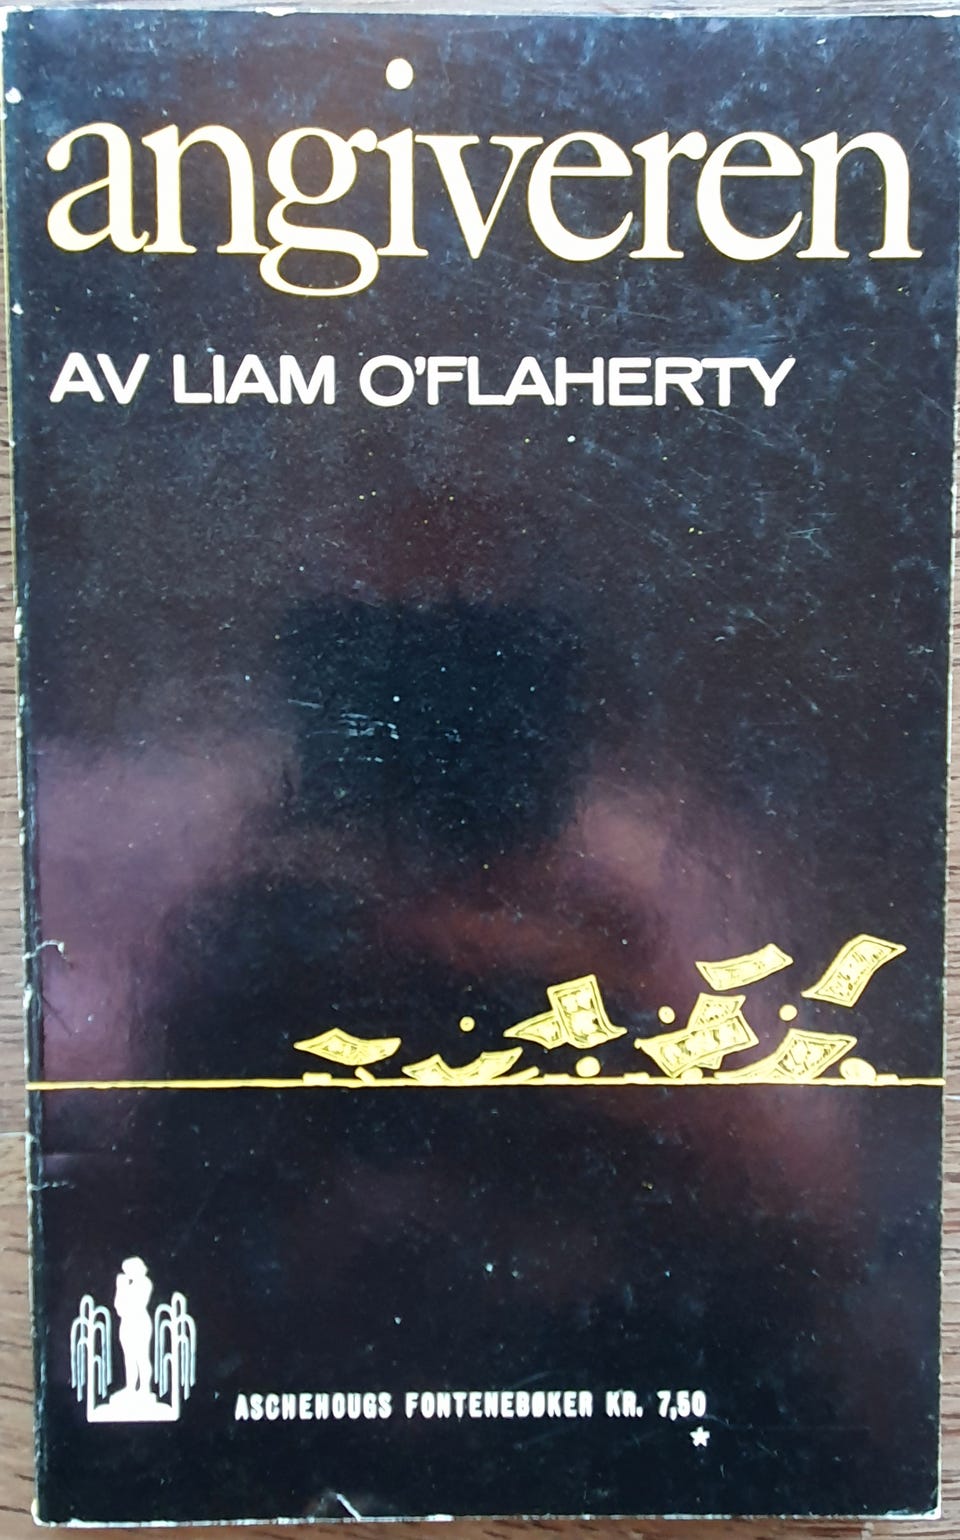 angiveren
AV LIAM O'FLAHERTY
ASCHEHOUGS FONTENEBØKER KR. 7,50